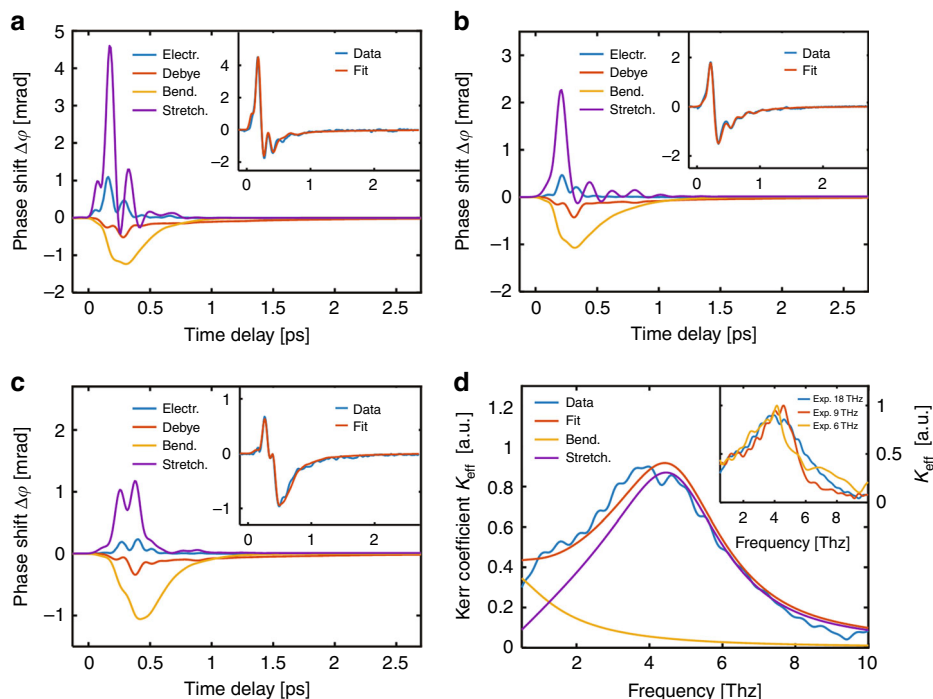 a
Phase shift Δφ [mrad]
5
4
3
2
1
0
−1
−2
Electr.
Debye
Bend.
Stretch.
Data
Fit
4
2
0
−2
0
1
2
0
0.5
1
1.5
2
2.5
Time delay [ps]
b
Phase shift Δφ [mrad]
3
2
1
0
−1
−2
Electr.
Debye
Bend.
Stretch.
Data
Fit
2
0
−2
0
1
2
0
0.5
1
1.5
2
2.5
Time delay [ps]
c
Phase shift Δφ [mrad]
2
1
0
−1
Electr.
Debye
Bend.
Stretch.
Data
Fit
1
0
−1
0
1
2
0
0.5
1
1.5
2
2.5
Time delay [ps]
d
Kerr coefficient Keff [a.u.]
1.2
1.0
0.8
0.6
0.4
0.2
0
Data
Fit
Bend.
Stretch.
Exp. 18 THz
Exp. 9 THz
Exp. 6 THz
1
0.5
0
Keff [a.u.]
2
4
6
8
Frequency [Thz]
2
4
6
8
10
Frequency [Thz]